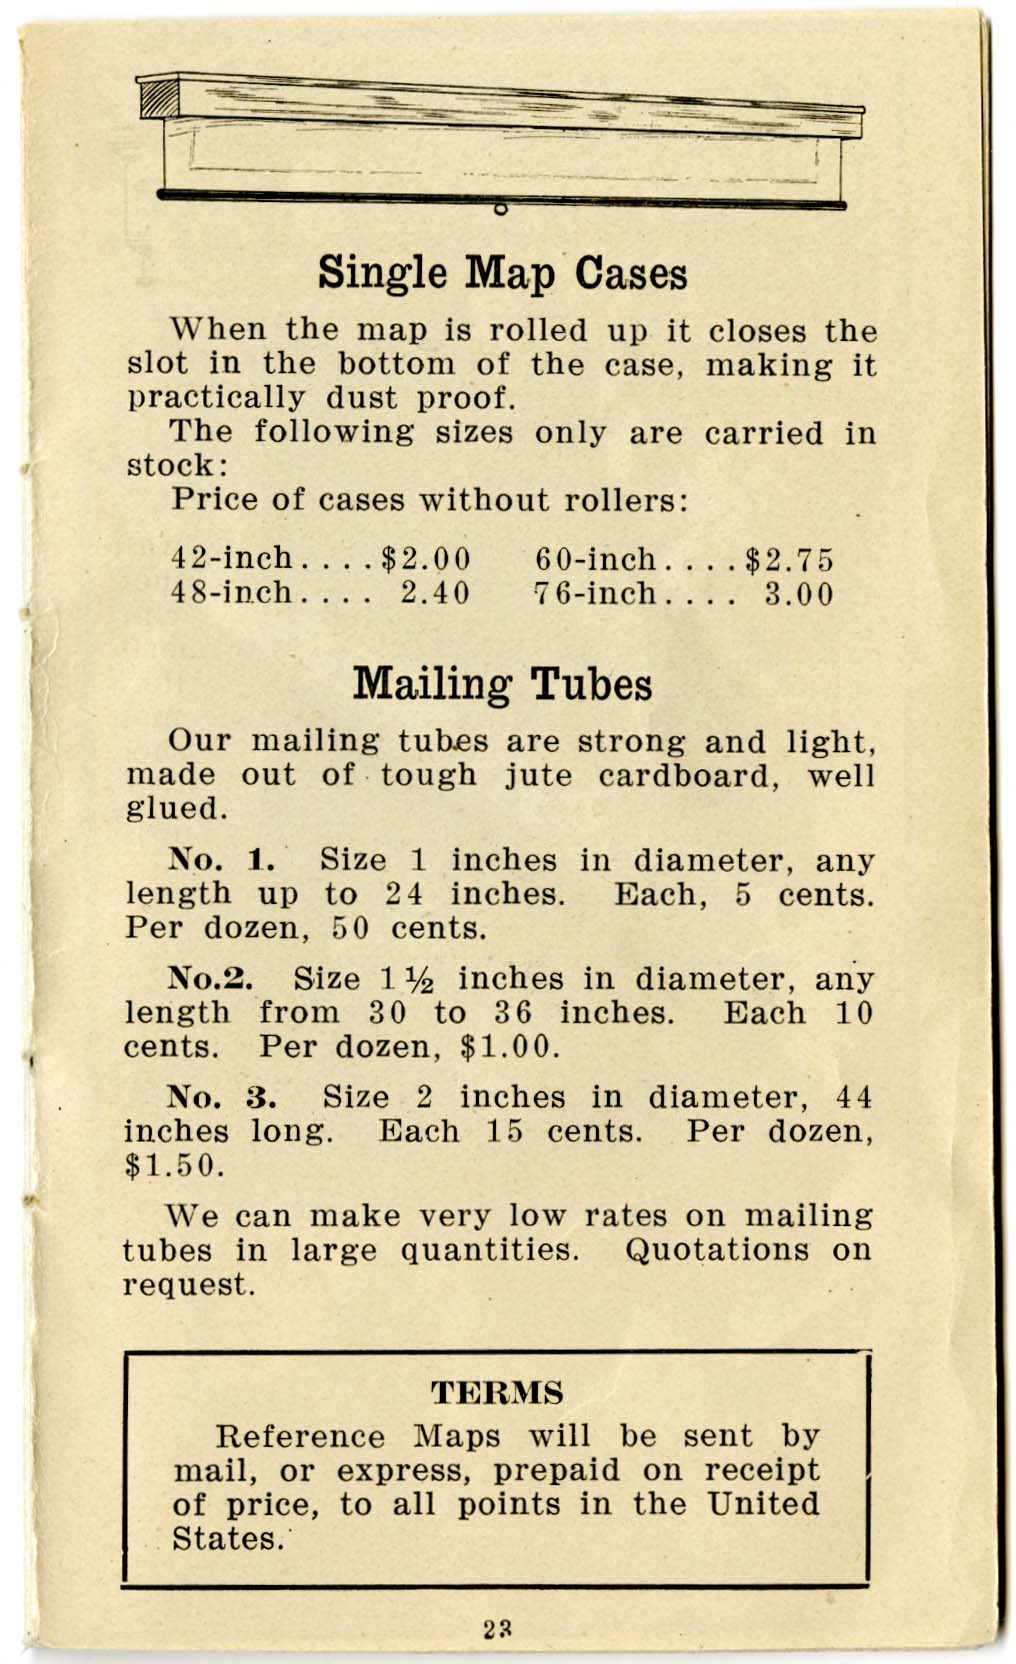 Single Map Cases
When the map is rolled up it closes the
slot in the bottom of the case, making it
practically dust proof.
The following sizes only are carried in
stock:
Price of cases without rollers:
42-inch....$2.00 60-inch....$2.75
48-inch.... 2.40 76-inch.... 3.00
Mailing Tubes
Our mailing tubes are strong and light,
made out of tough jute cardboard, well
glued.
No. 1. Size 1 inches in diameter, any
length up to 24 inches. Each, 5 cents.
Per dozen, 50 cents.
No.2. Size 1½ inches in diameter, any
length from 30 to 36 inches. Each 10
cents. Per dozen, $1.00.
No. 3. Size 2 inches in diameter, 44
inches long. Each 15 cents. Per dozen,
$1.50.
We can make very low rates on mailing
tubes in large quantities. Quotations on
request.
TERMS
Reference Maps will be sent by
mail, or express, prepaid on receipt
of price, to all points in the United
States.
23